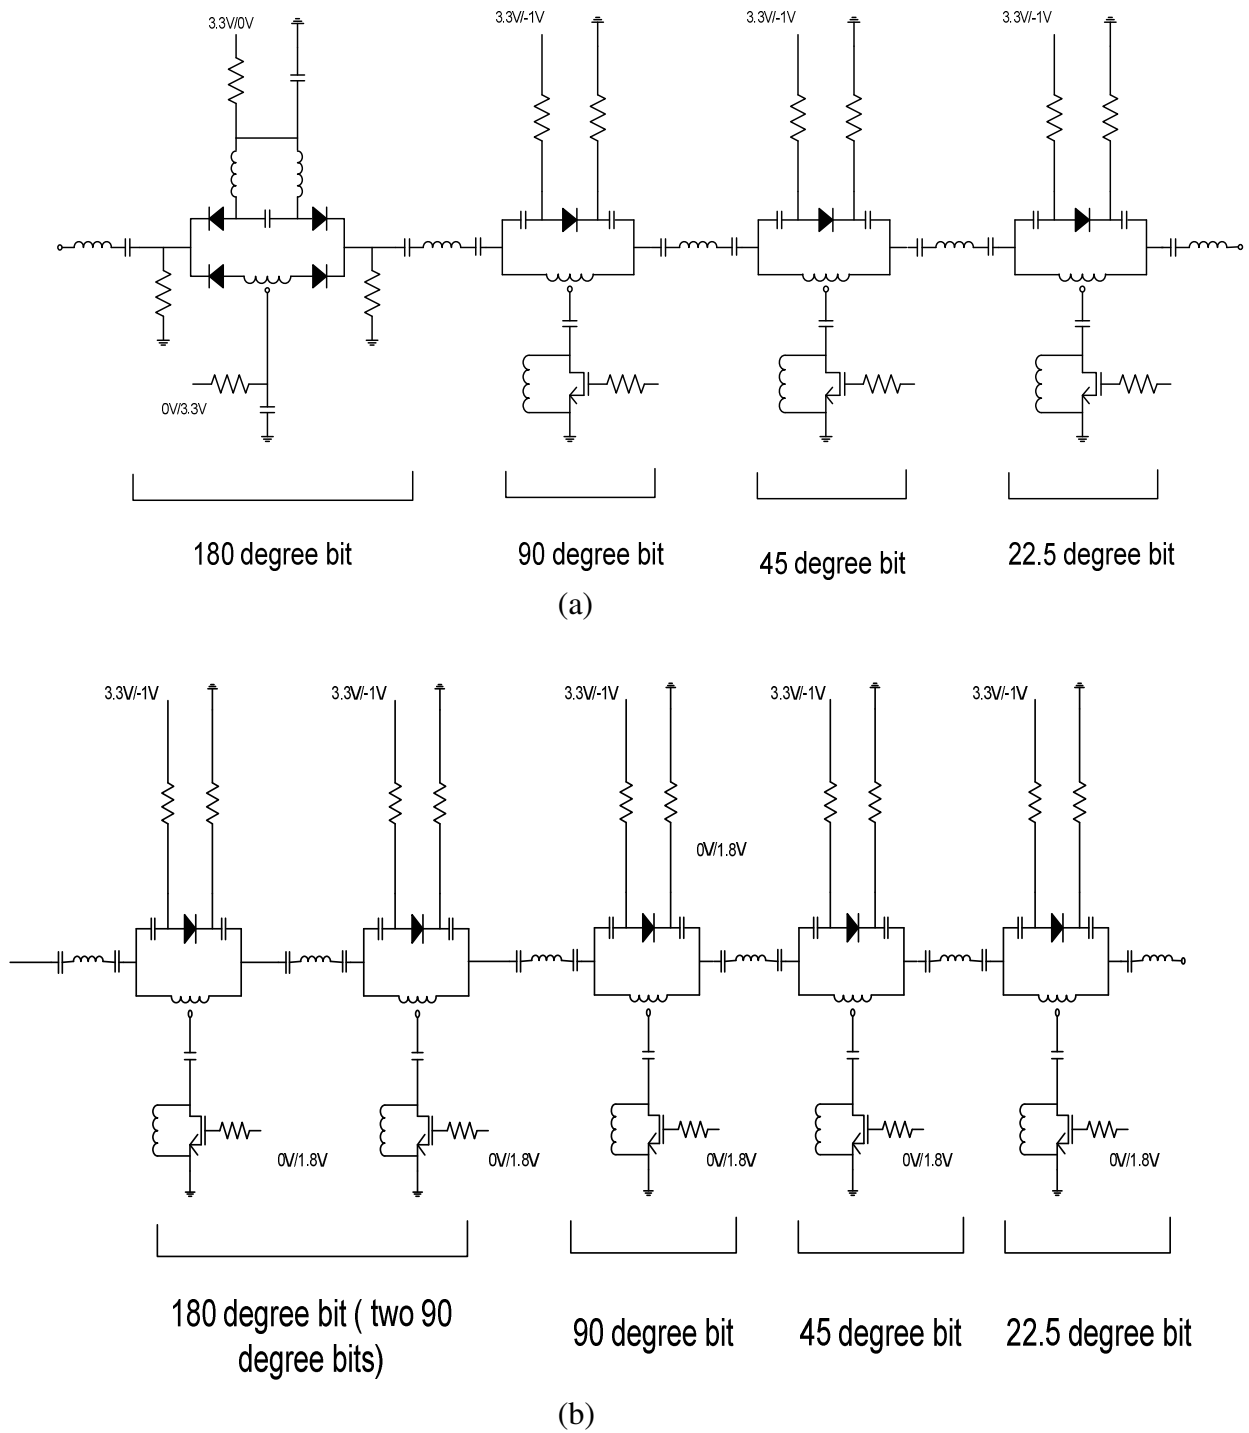 3.3V/0V
3.3V/-1V
3.3V/-1V
3.3V/-1V
0V/3.3V
180 degree bit
90 degree bit
45 degree bit
22.5 degree bit
(a)
3.3V/-1V
3.3V/-1V
3.3V/-1V
3.3V/-1V
3.3V/-1V
0V/1.8V
0V/1.8V
0V/1.8V
0V/1.8V
0V/1.8V
0V/1.8V
180 degree bit ( two 90
degree bits)
90 degree bit
45 degree bit
22.5 degree bit
(b)